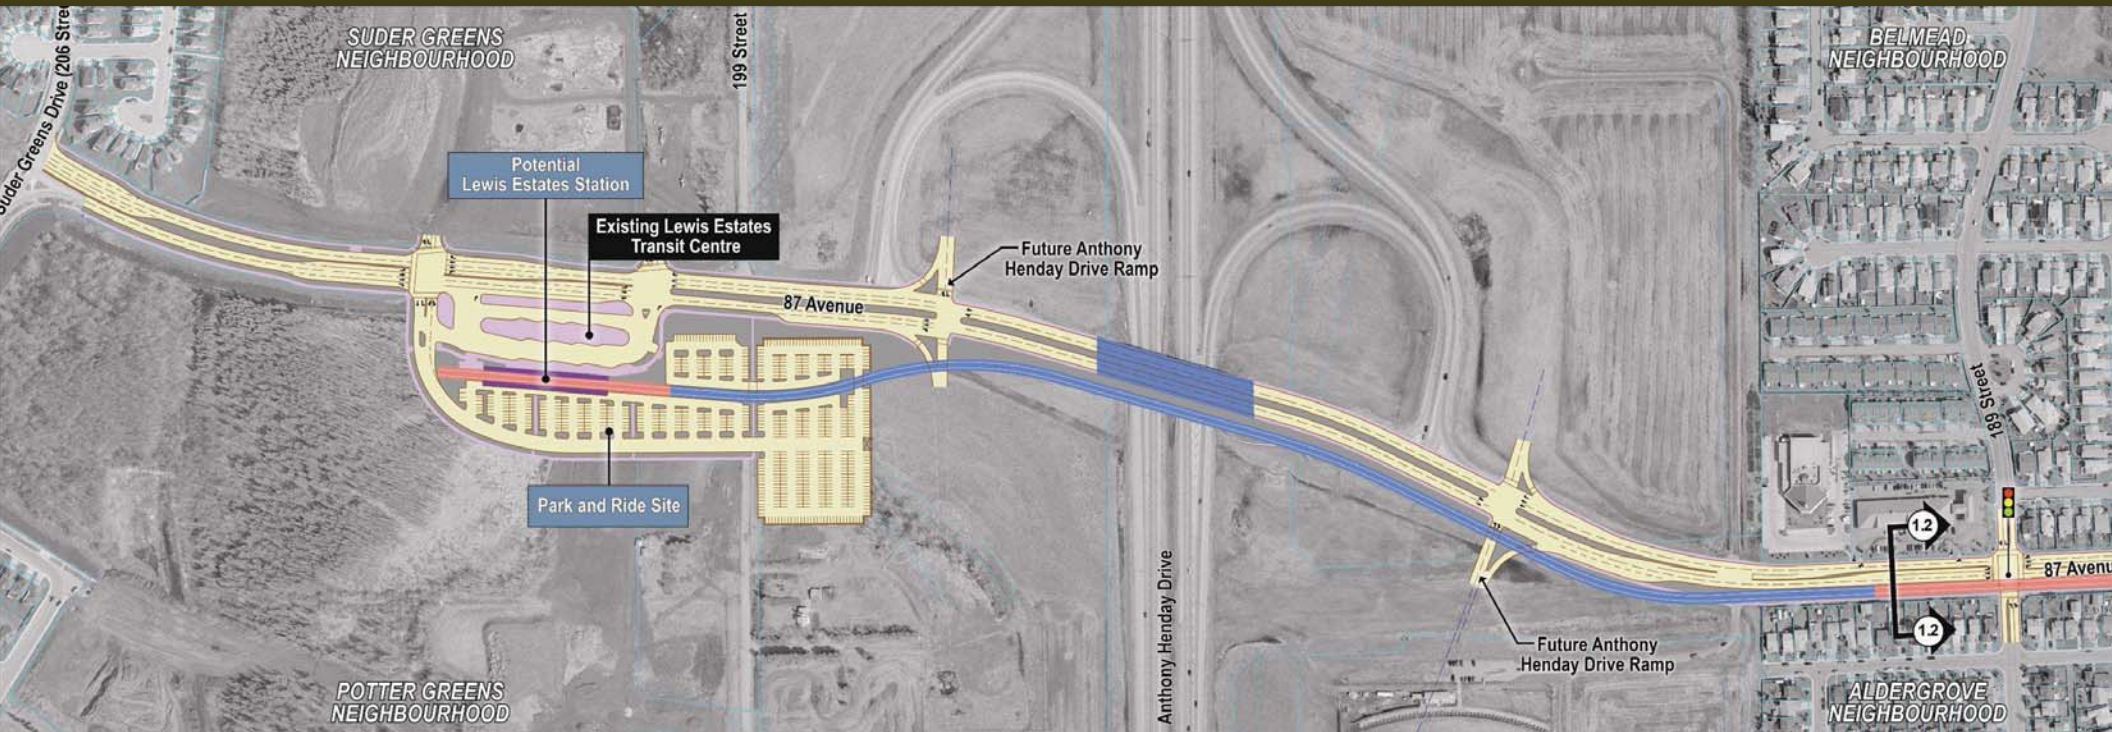 SUDER GREENS
NEIGHBOURHOOD
199 Street
BELMEAD
NEIGHBOURHOOD
Suder Greens Drive (206 Street
Potential
Lewis Estates Station
Existing Lewis Estates
Transit Centre
Future Anthony
Henday Drive Ramp
87 Avenue
189 Street
Park and Ride Site
1.2
87 Avenu
Anthony Henday Drive
1.2
Future Anthony
Henday Drive Ramp
POTTER GREENS
NEIGHBOURHOOD
ALDERGROVE
NEIGHBOURHOOD